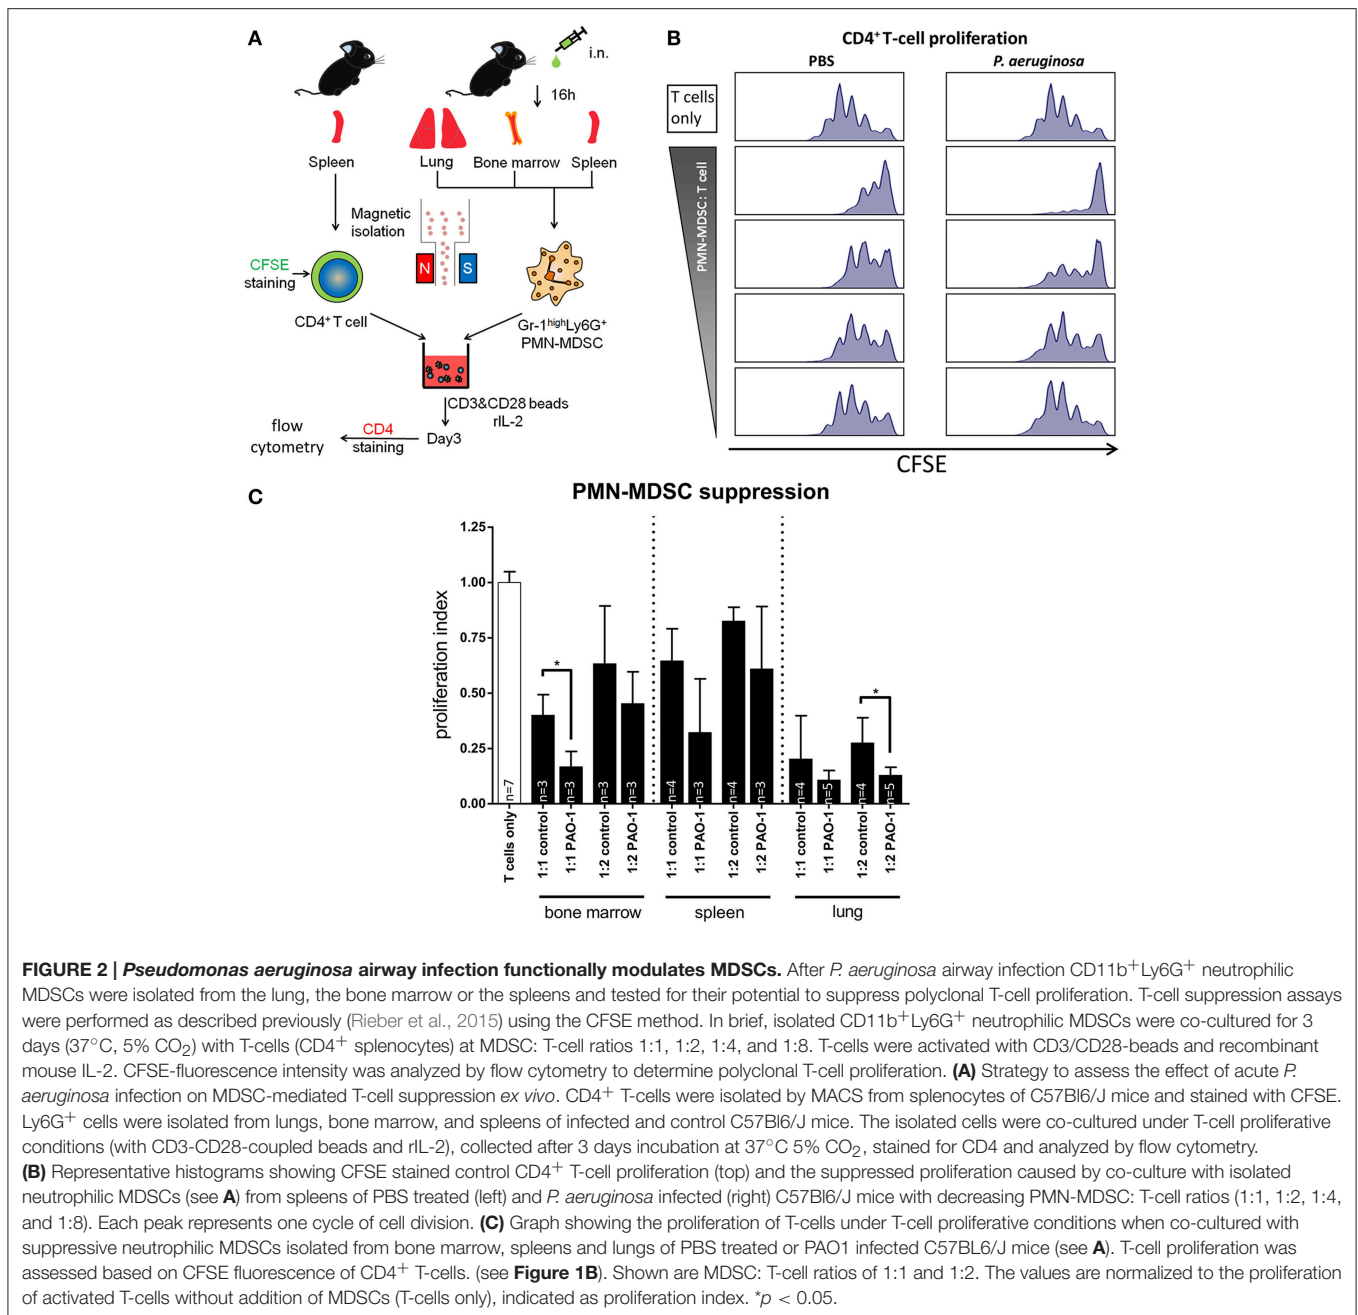 A
i.n.
16h
Spleen
Lung
Bone marrow
Spleen
Magnetic
isolation
CFSE
staining
N
S
CD4+ T cell
Gr-1highLy6G+
PMN-MDSC
CD3&CD28 beads
rIL-2
flow
cytometry
CD4
staining
Day3
B
CD4+ T-cell proliferation
PBS
P. aeruginosa
T cells
only
PMN-MDSC: T cell
CFSE
C
PMN-MDSC suppression
proliferation index
1.25
1.00
0.75
0.50
0.25
0.00
*
*
n=7
n=3
n=3
n=3
n=3
n=4
n=3
n=4
n=3
n=4
n=5
n=4
n=5
T cells only
1:1 control
1:1 PAO-1
1:2 control
1:2 PAO-1
1:1 control
1:1 PAO-1
1:2 control
1:2 PAO-1
1:1 control
1:1 PAO-1
1:2 control
1:2 PAO-1
bone marrow
spleen
lung
FIGURE 2 | Pseudomonas aeruginosa airway infection functionally modulates MDSCs. After P. aeruginosa airway infection CD11b+Ly6G+ neutrophilic
MDSCs were isolated from the lung, the bone marrow or the spleens and tested for their potential to suppress polyclonal T-cell proliferation. T-cell suppression assays
were performed as described previously (Rieber et al., 2015) using the CFSE method. In brief, isolated CD11b+Ly6G+ neutrophilic MDSCs were co-cultured for 3
days (37°C, 5% CO2) with T-cells (CD4+ splenocytes) at MDSC: T-cell ratios 1:1, 1:2, 1:4, and 1:8. T-cells were activated with CD3/CD28-beads and recombinant
mouse IL-2. CFSE-fluorescence intensity was analyzed by flow cytometry to determine polyclonal T-cell proliferation. (A) Strategy to assess the effect of acute P.
aeruginosa infection on MDSC-mediated T-cell suppression ex vivo. CD4+ T-cells were isolated by MACS from splenocytes of C57Bl6/J mice and stained with CFSE.
Ly6G+ cells were isolated from lungs, bone marrow, and spleens of infected and control C57Bl6/J mice. The isolated cells were co-cultured under T-cell proliferative
conditions (with CD3-CD28-coupled beads and rIL-2), collected after 3 days incubation at 37°C 5% CO2, stained for CD4 and analyzed by flow cytometry.
(B) Representative histograms showing CFSE stained control CD4+ T-cell proliferation (top) and the suppressed proliferation caused by co-culture with isolated
neutrophilic MDSCs (see A) from spleens of PBS treated (left) and P. aeruginosa infected (right) C57Bl6/J mice with decreasing PMN-MDSC: T-cell ratios (1:1, 1:2, 1:4,
and 1:8). Each peak represents one cycle of cell division. (C) Graph showing the proliferation of T-cells under T-cell proliferative conditions when co-cultured with
suppressive neutrophilic MDSCs isolated from bone marrow, spleens and lungs of PBS treated or PAO1 infected C57BL6/J mice (see A). T-cell proliferation was
assessed based on CFSE fluorescence of CD4+ T-cells. (see Figure 1B). Shown are MDSC: T-cell ratios of 1:1 and 1:2. The values are normalized to the proliferation
of activated T-cells without addition of MDSCs (T-cells only), indicated as proliferation index. *p < 0.05.